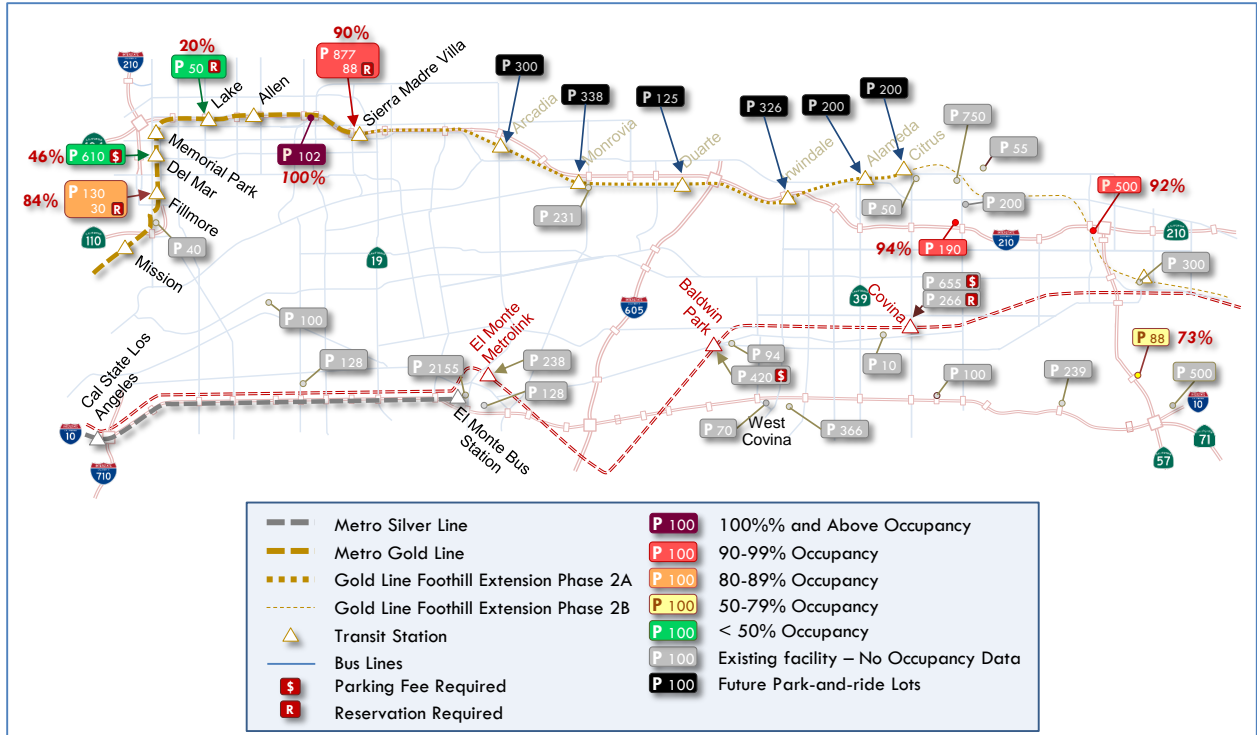 90%
20%
P 877
88 R
P 50 R
210
Lake
Allen
Sierra Madre Villa
P 300
P 338
P 125
P 326
P 200
P 200
P 750
P 55
Arcadia
Monrovia
Duarte
Irwindale
Alameda
Citrus
46%
P 610 $
Memorial Park
P 102
100%
Del Mar
84%
P 130
30 R
Fillmore
P 231
P 50
P 200
P 500
92%
110
P 40
Mission
94%
P 190
210
210
19
P 655 $
P 266 R
P 300
39
Covina
Baldwin
Park
605
P 100
El Monte
Metrolink
P 88
73%
P 128
P 2155
P 238
P 94
P 10
P 420 $
P 100
P 239
P 500
Cal State Los
Angeles
P 128
10
10
P 70
West
Covina
P 366
El Monte Bus
Station
71
57
710
Metro Silver Line
Metro Gold Line
Gold Line Foothill Extension Phase 2A
Gold Line Foothill Extension Phase 2B
Transit Station
Bus Lines
$ Parking Fee Required
R Reservation Required
P 100 100%% and Above Occupancy
P 100 90-99% Occupancy
P 100 80-89% Occupancy
P 100 50-79% Occupancy
P 100 < 50% Occupancy
P 100 Existing facility – No Occupancy Data
P 100 Future Park-and-ride Lots